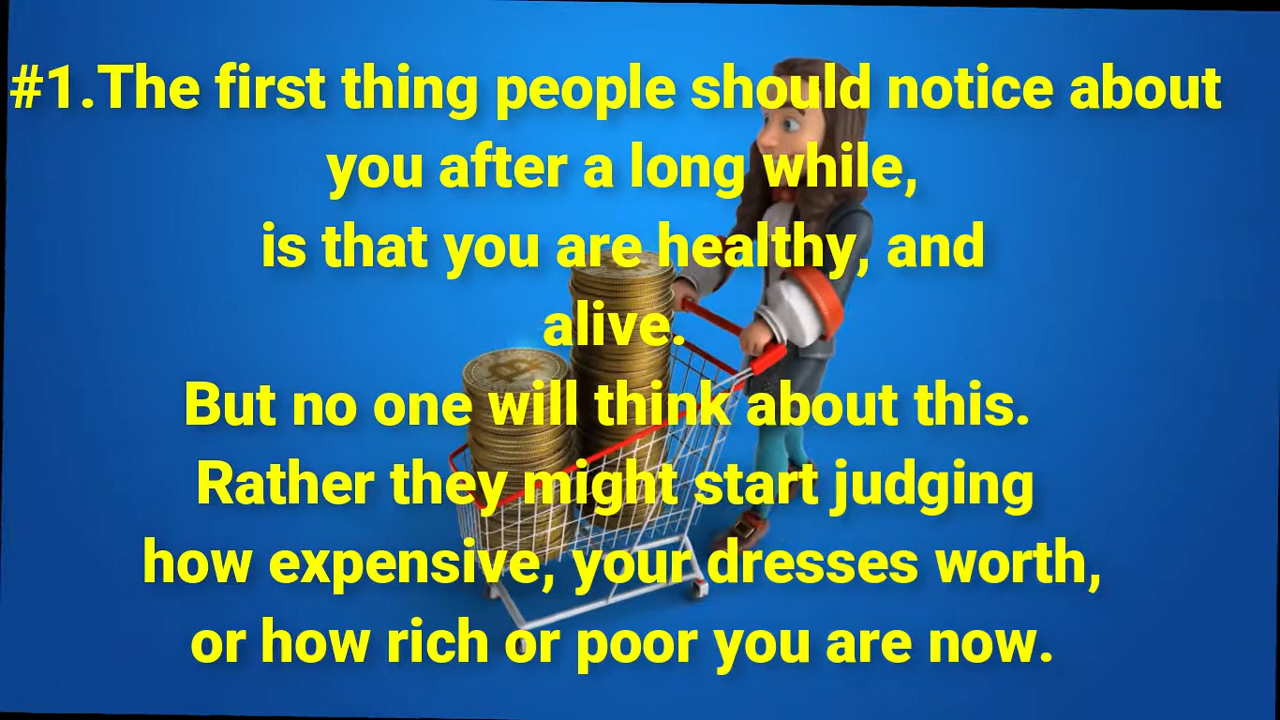 #1.The first thing people should notice about
you after a long while,
is that you are healthy, and
alive.
But no one will think about this.
Rather they might start judging
how expensive, your dresses worth,
or how rich or poor you are now.